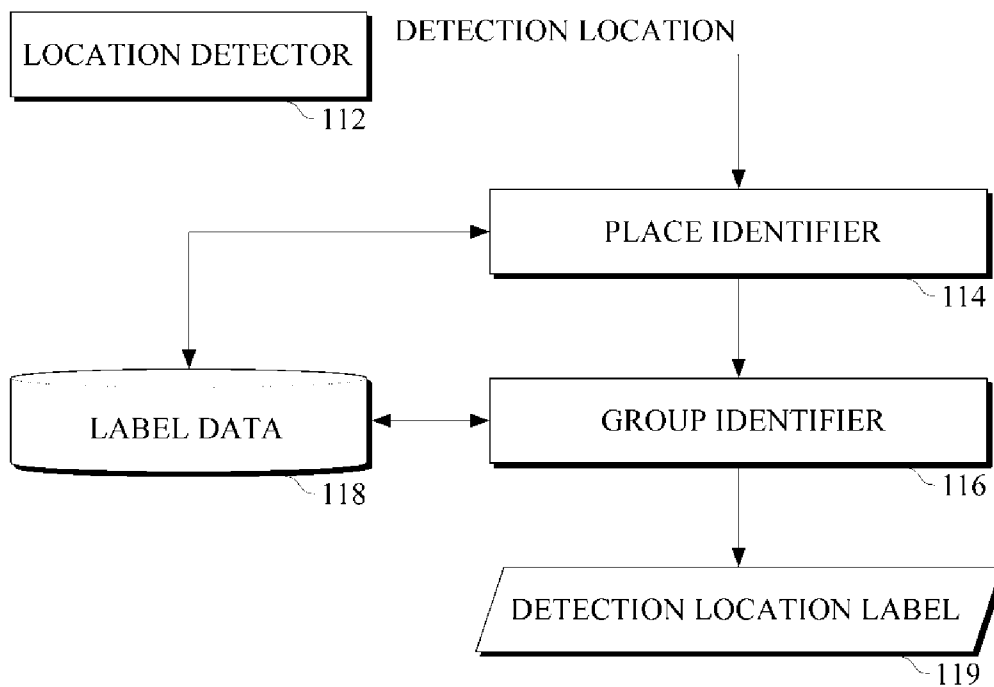 LOCATION DETECTOR
112
DETECTION LOCATION
PLACE IDENTIFIER
114
LABEL DATA
118
GROUP IDENTIFIER
116
DETECTION LOCATION LABEL
119